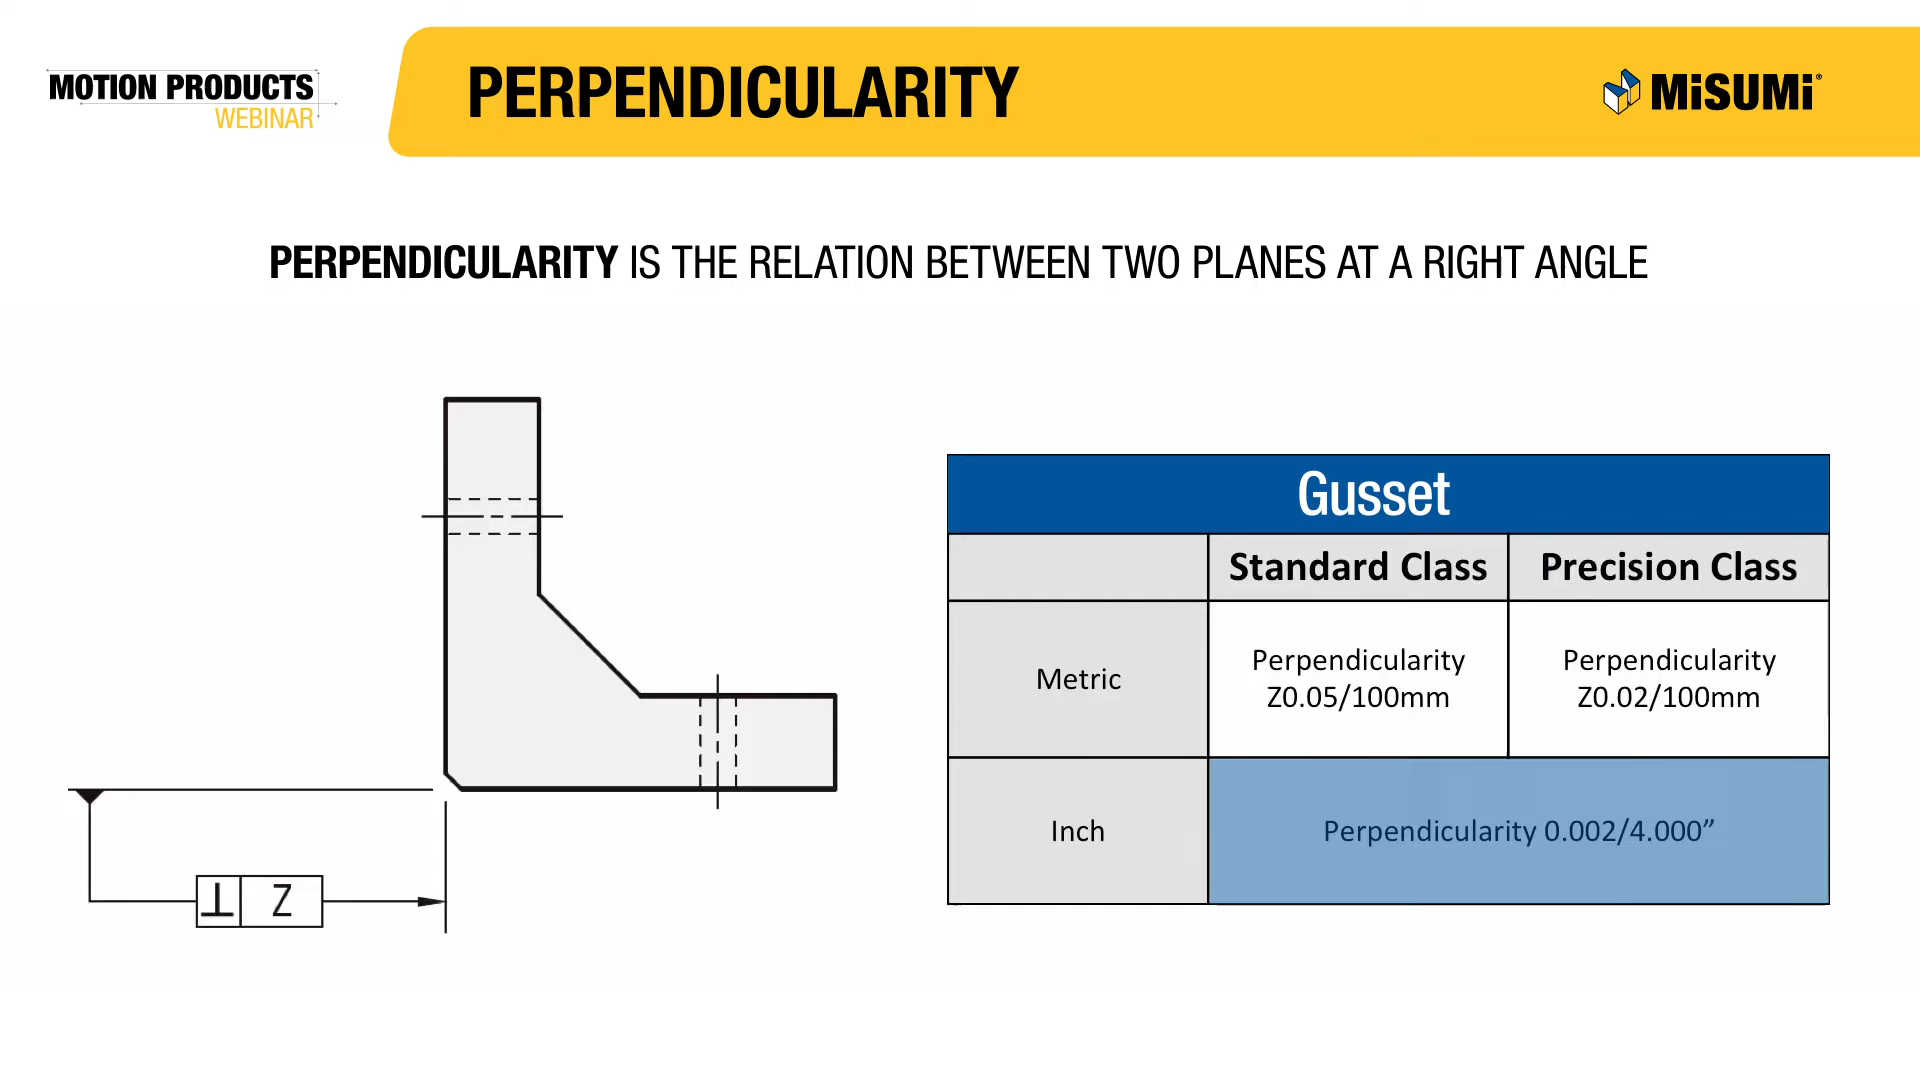 MOTION PRODUCTS
WEBINAR
PERPENDICULARITY
MiSUMi®
PERPENDICULARITY IS THE RELATION BETWEEN TWO PLANES AT A RIGHT ANGLE
⊥ Z
Gusset
Standard Class
Precision Class
Metric
Perpendicularity
Z0.05/100mm
Perpendicularity
Z0.02/100mm
Inch
Perpendicularity 0.002/4.000”